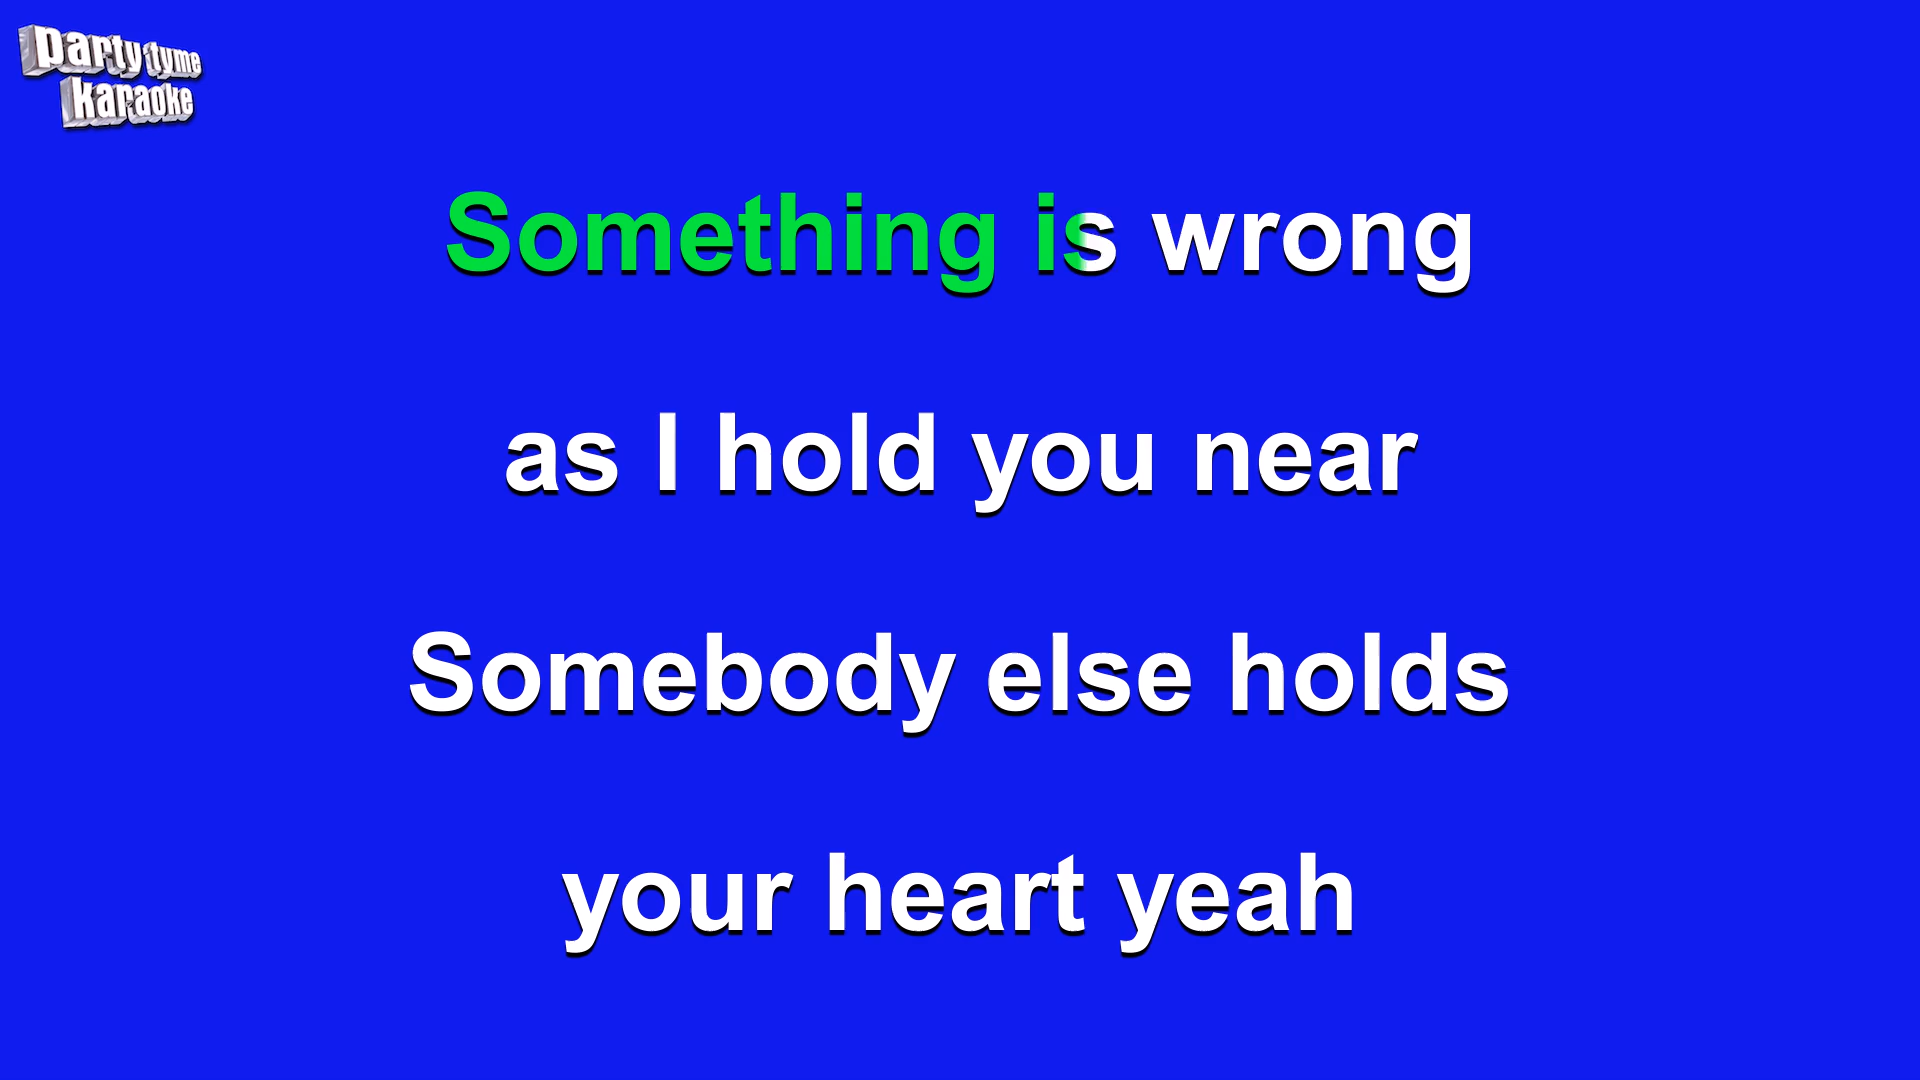 party tyme
karaoke
Something is wrong
as I hold you near
Somebody else holds
your heart yeah